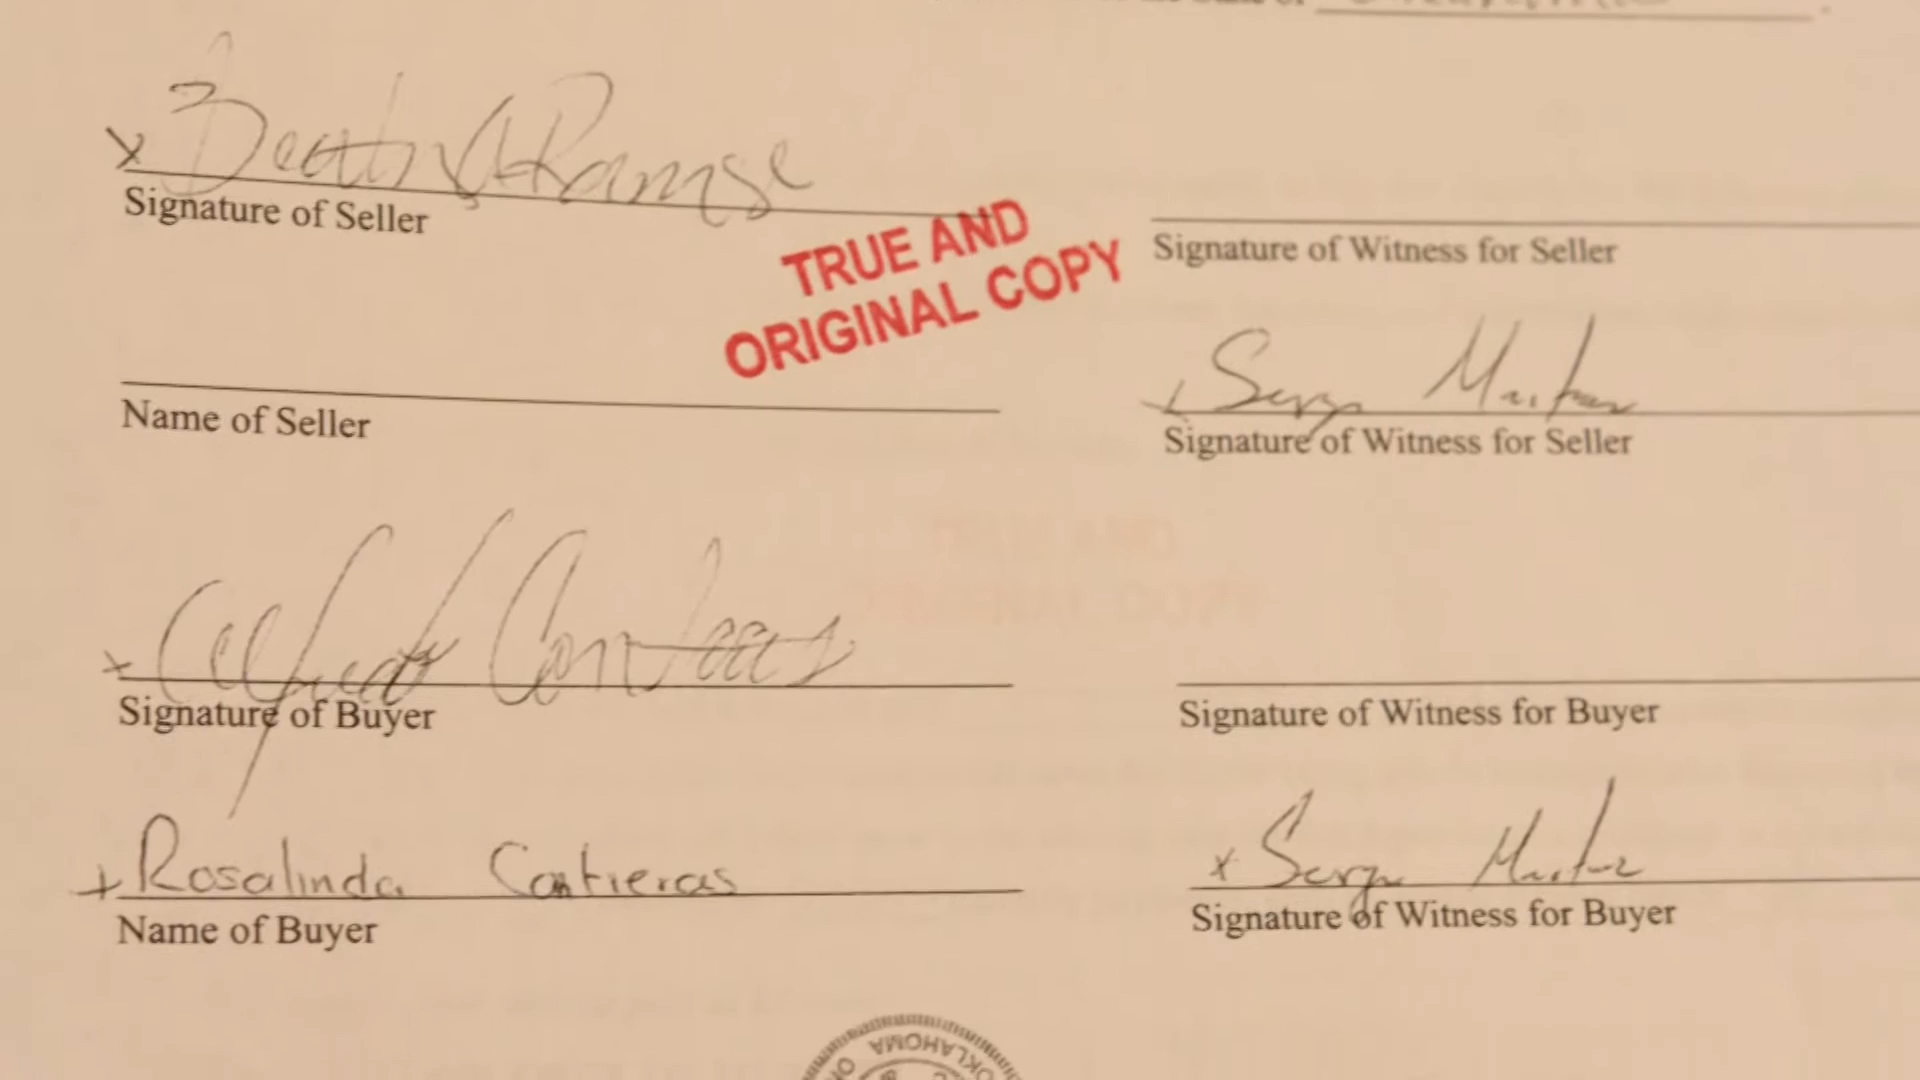 Signature of Seller
TRUE AND
ORIGINAL COPY
Signature of Witness for Seller
Name of Seller
Signature of Witness for Seller
Signature of Buyer
Contreras
Signature of Witness for Buyer
x Rosalinda Contreras
Name of Buyer
Signature of Witness for Buyer
OKLAHOMA